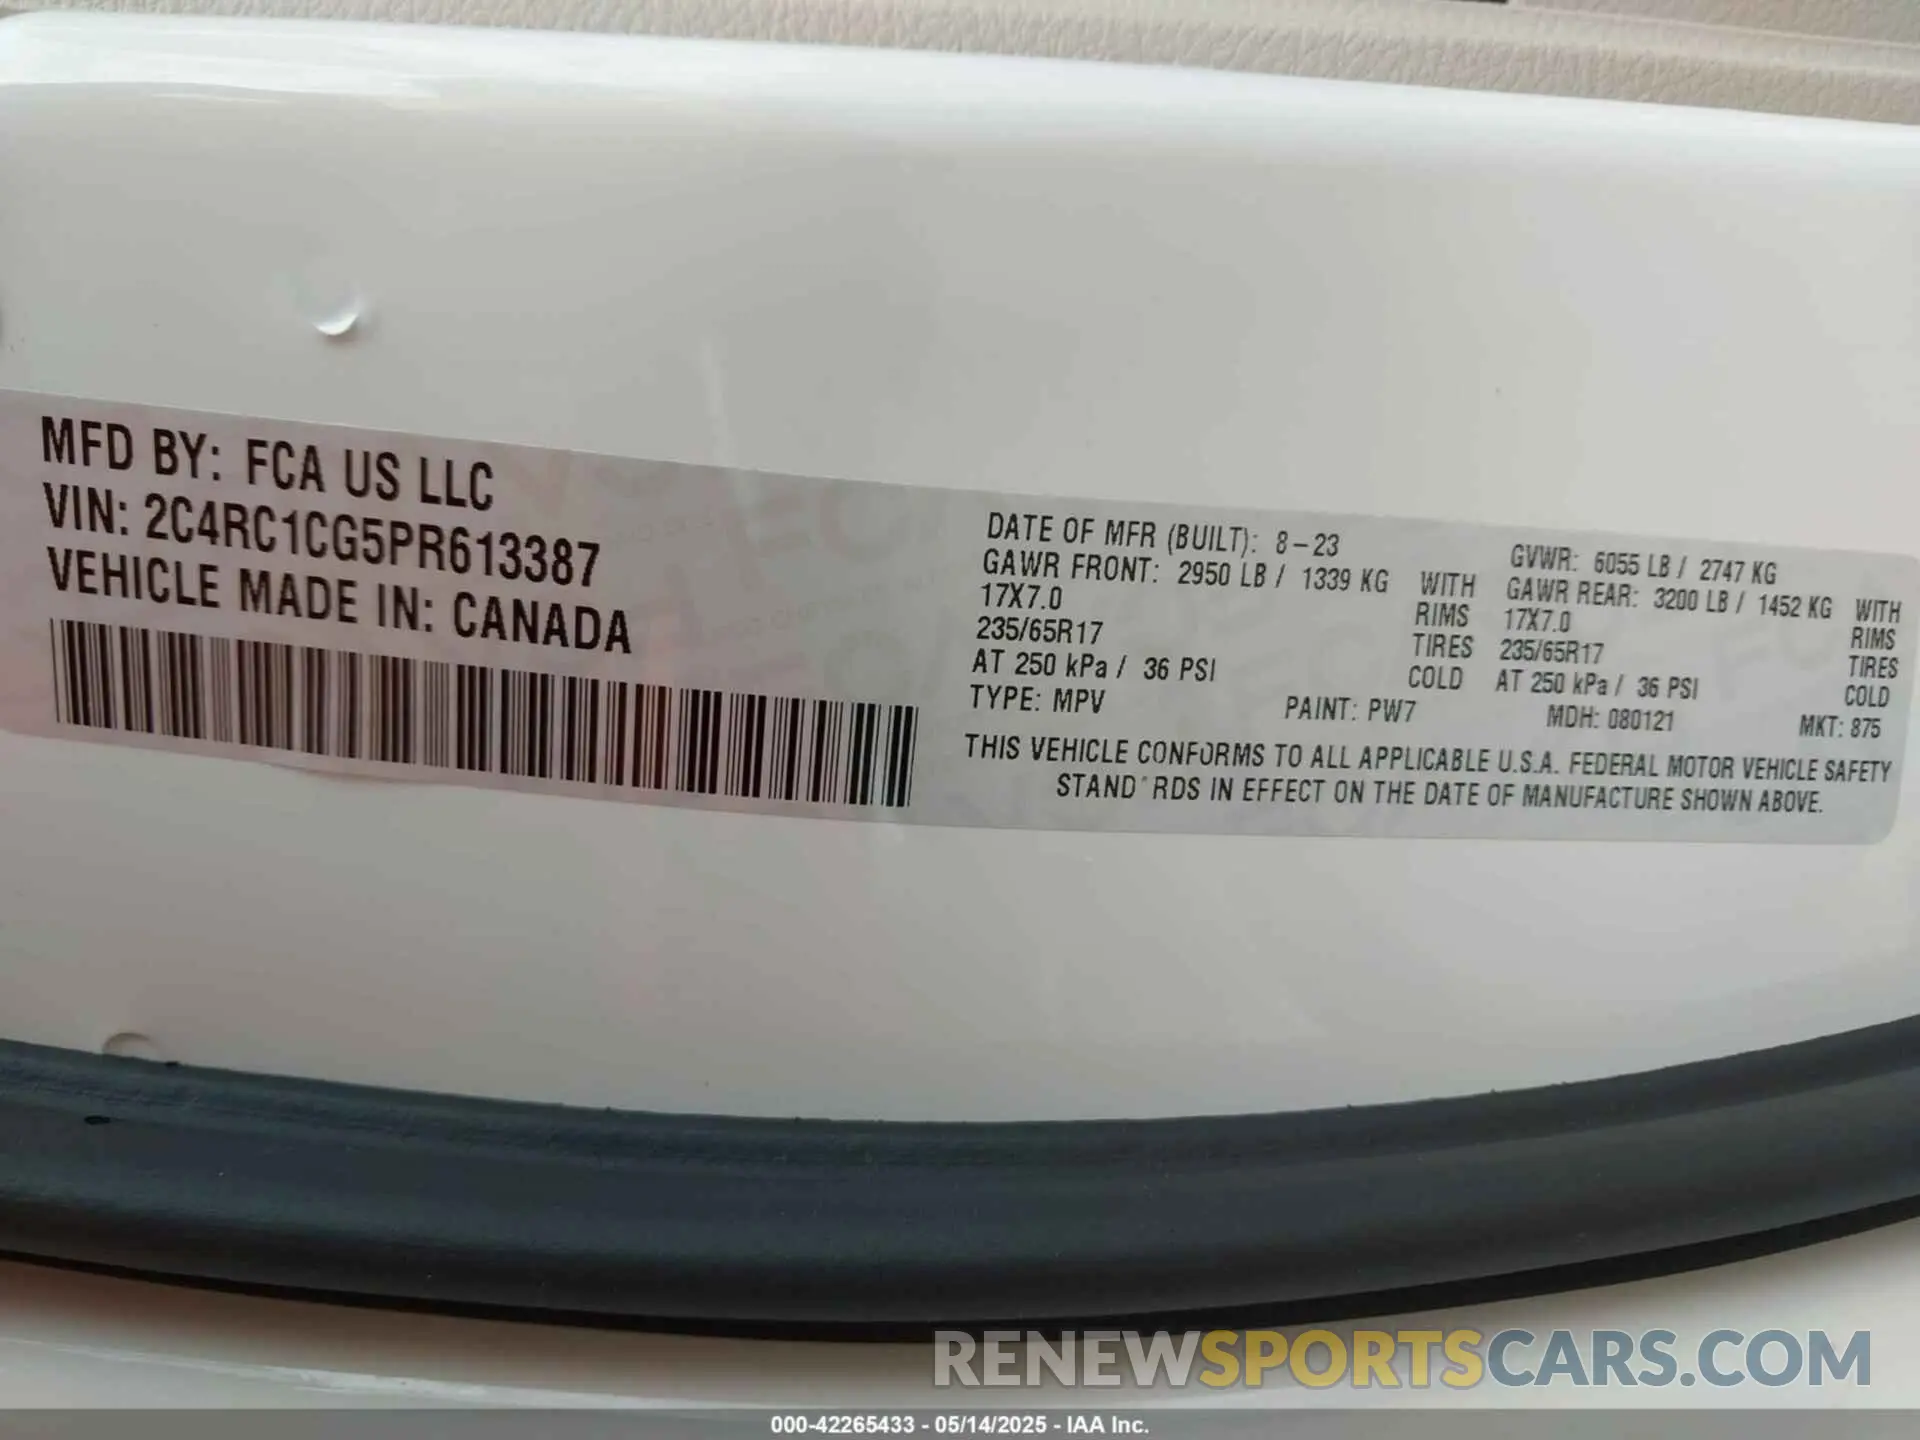 MFD BY: FCA US LLC
VIN: 2C4RC1CG5PR613387
VEHICLE MADE IN: CANADA
DATE OF MFR (BUILT): 8-23
GAWR FRONT: 2950 LB / 1339 KG WITH
17X7.0 RIMS
235/65R17 TIRES
AT 250 kPa / 36 PSI COLD
GVWR: 6055 LB / 2747 KG
GAWR REAR: 3200 LB / 1452 KG WITH
17X7.0 RIMS
235/65R17 TIRES
AT 250 kPa / 36 PSI COLD
TYPE: MPV PAINT: PW7 MDH: 080121 MKT: 875
THIS VEHICLE CONFORMS TO ALL APPLICABLE U.S.A. FEDERAL MOTOR VEHICLE SAFETY
STAND RDS IN EFFECT ON THE DATE OF MANUFACTURE SHOWN ABOVE.
RENEWSPORTSCARS.COM
000-42265433 - 05/14/2025 - IAA Inc.